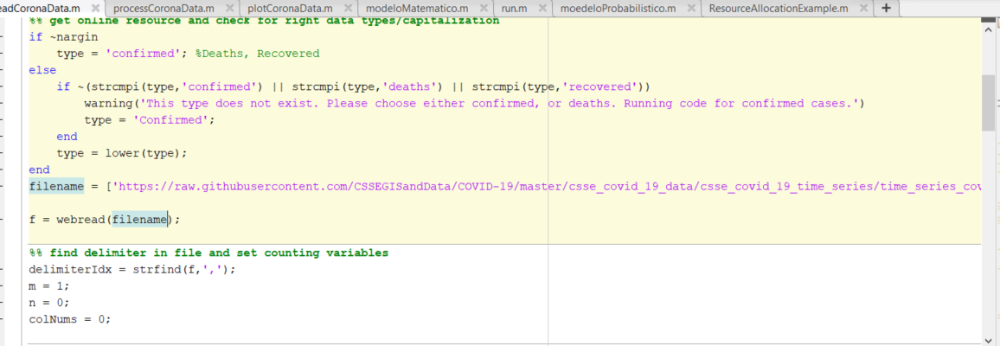 eadCoronaData.m processCoronaData.m plotCoronaData.m modeloMatematico.m run.m moedeloProbabilistico.m ResourceAllocationExample.m
%% get online resource and check for right data types/capitalization
if ~nargin
type = 'confirmed'; %Deaths, Recovered
else
if ~(strcmpi(type,'confirmed') || strcmpi(type,'deaths') || strcmpi(type,'recovered'))
warning('This type does not exist. Please choose either confirmed, or deaths. Running code for confirmed cases.')
type = 'Confirmed';
end
type = lower(type);
end
filename = ['https://raw.githubusercontent.com/CSSEGISandData/COVID-19/master/csse_covid_19_data/csse_covid_19_time_series/time_series_cov
f = webread(filename);
%% find delimiter in file and set counting variables
delimiterIdx = strfind(f,',');
m = 1;
n = 0;
colNums = 0;